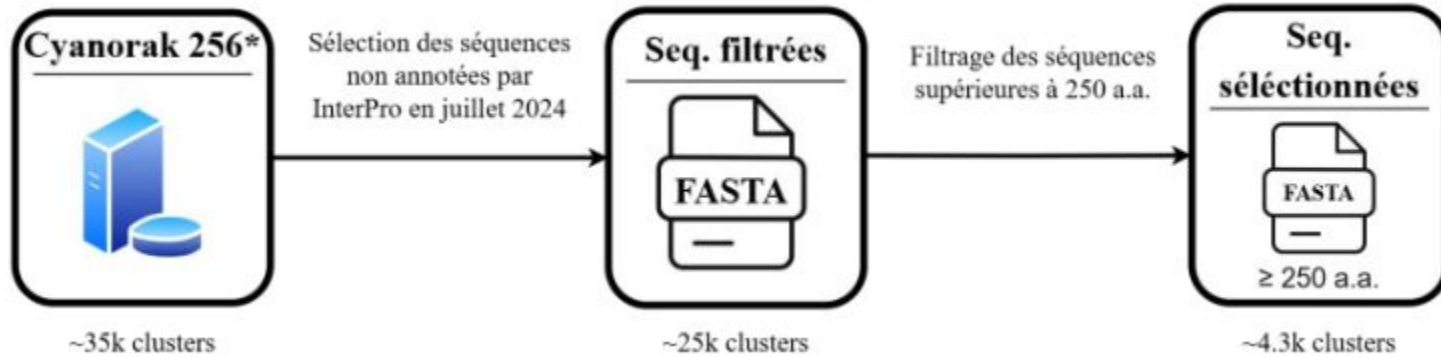 Cyanorak 256*
~35k clusters
Sélection des séquences
non annotées par
InterPro en juillet 2024
Seq. filtrées
FASTA
~25k clusters
Filtrage des séquences
supérieures à 250 a.a.
Seq.
séléctionnées
FASTA
≥ 250 a.a.
~4.3k clusters